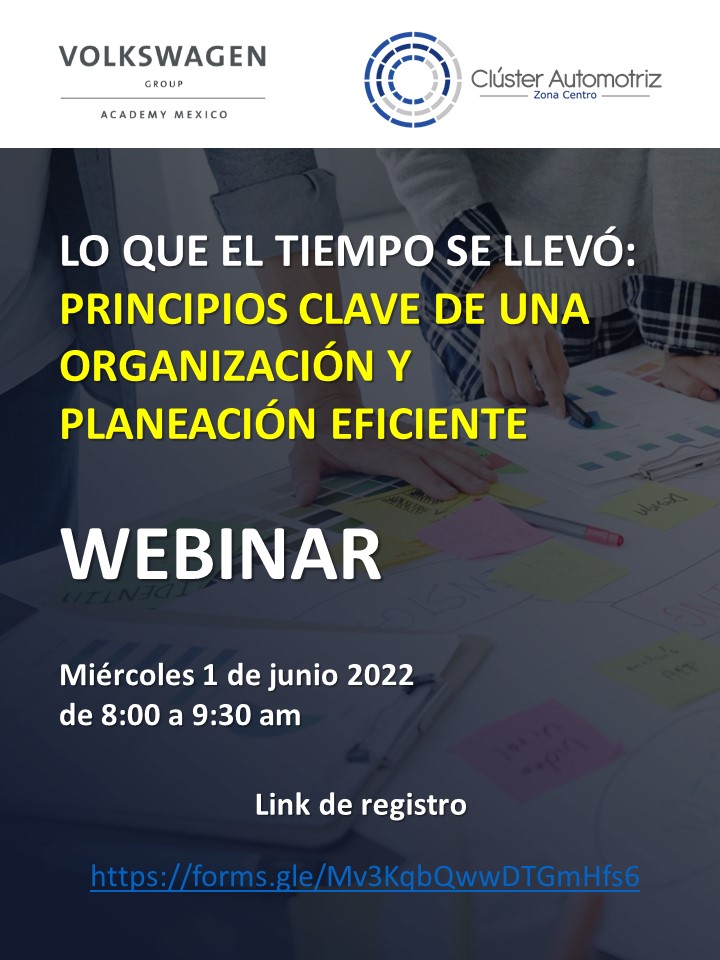 VOLKSWAGEN
GROUP
ACADEMY MEXICO
Clúster Automotriz
Zona Centro
LO QUE EL TIEMPO SE LLEVÓ:
PRINCIPIOS CLAVE DE UNA
ORGANIZACIÓN Y
PLANEACIÓN EFICIENTE
WEBINAR
Miércoles 1 de junio 2022
de 8:00 a 9:30 am
Link de registro
https://forms.gle/Mv3KqbQwwDTGmHfs6